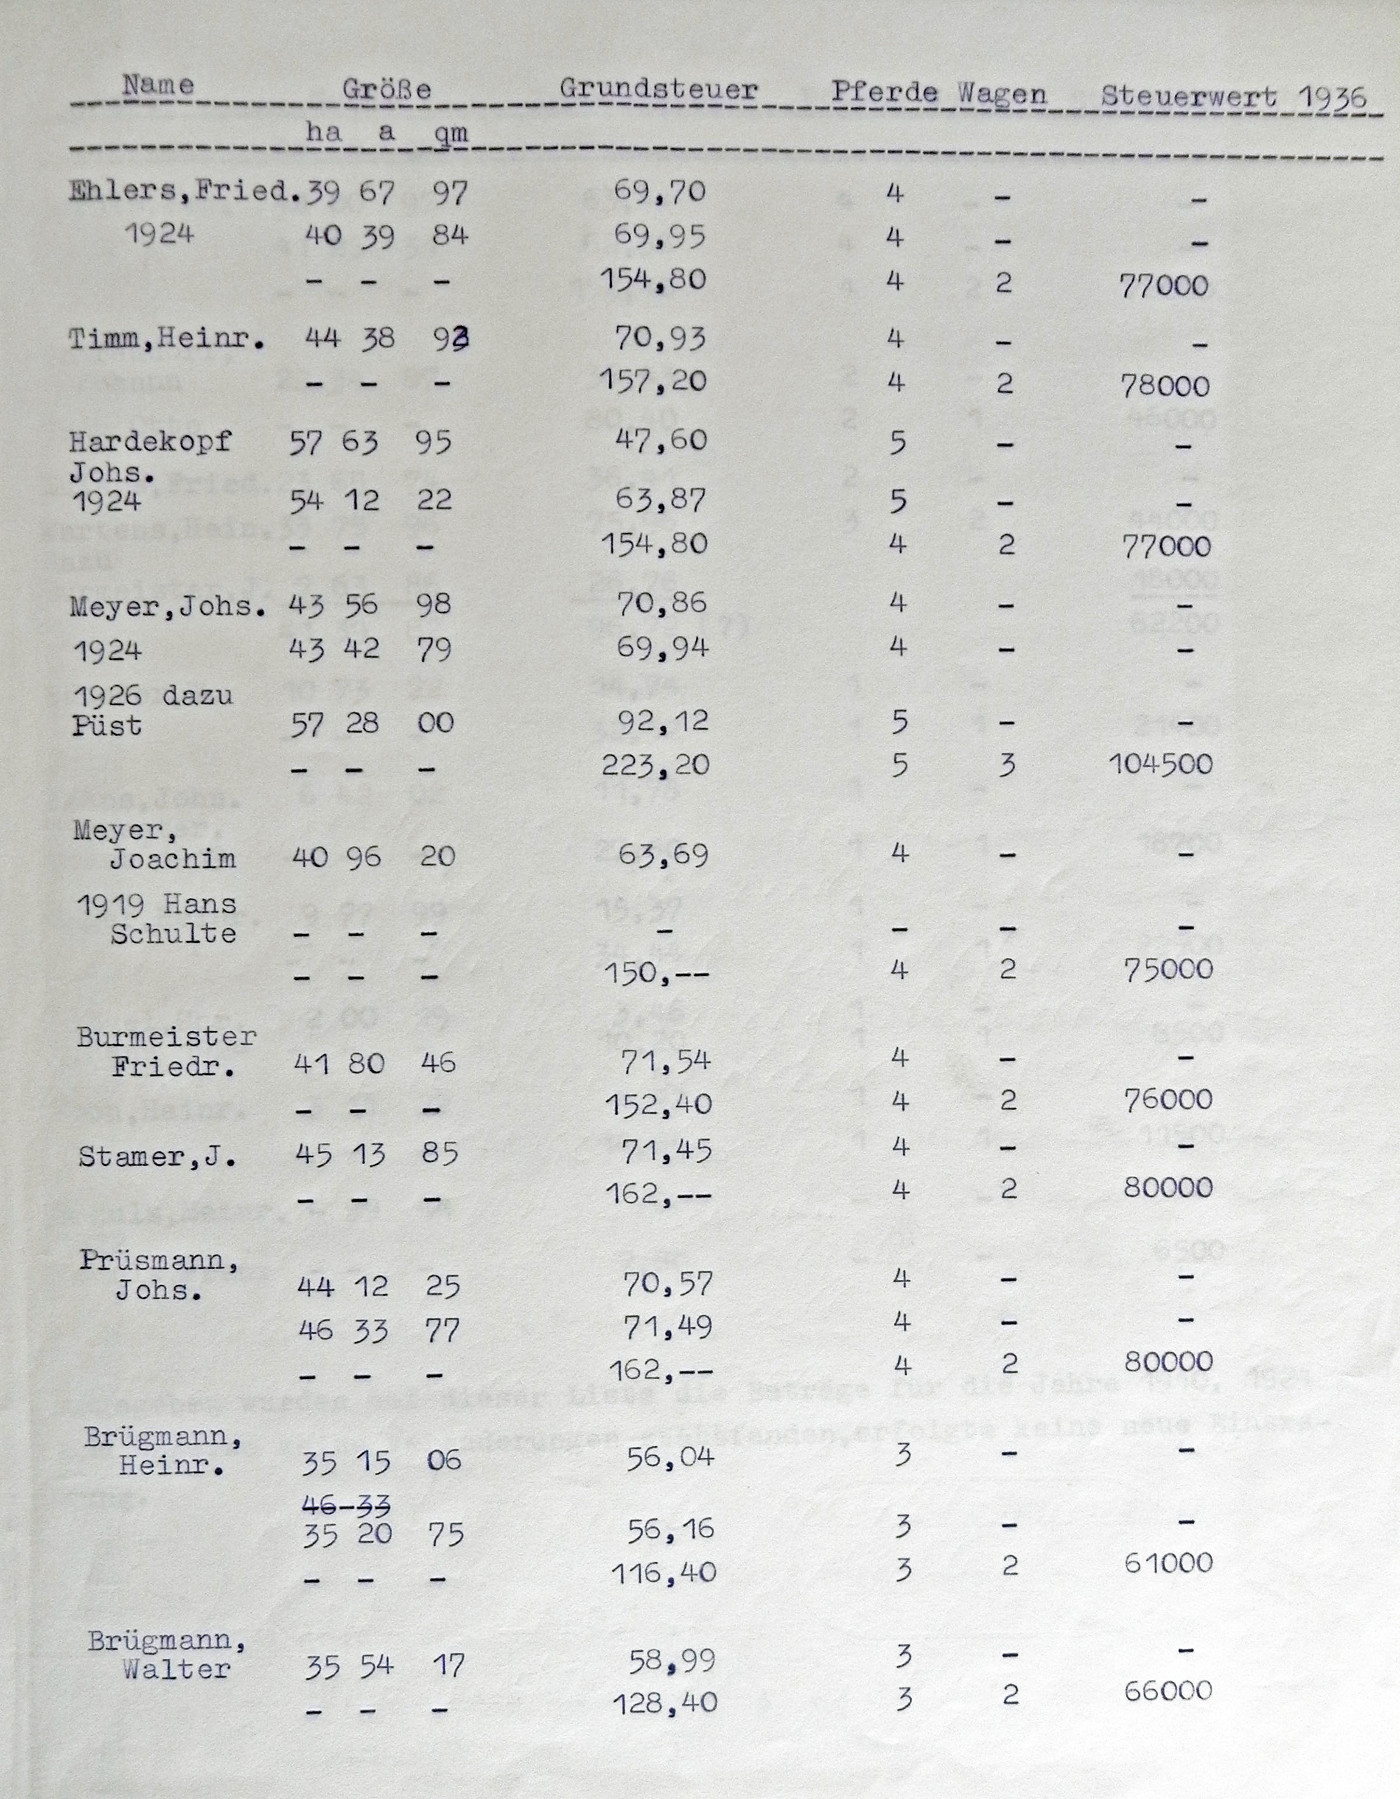 Name Größe Grundsteuer Pferde Wagen Steuerwert 1936
ha a qm
Ehlers,Fried. 39 67 97 69,70 4 - -
1924 40 39 84 69,95 4 - -
- - - 154,80 4 2 77000
Timm,Heinr. 44 38 93 70,93 4 - -
- - - 157,20 4 2 78000
Hardekopf 57 63 95 47,60 5 - -
Johs.
1924 54 12 22 63,87 5 - -
- - - 154,80 4 2 77000
Meyer,Johs. 43 56 98 70,86 4 - -
1924 43 42 79 69,94 4 - -
1926 dazu
Püst 57 28 00 92,12 5 - -
- - - 223,20 5 3 104500
Meyer,
Joachim 40 96 20 63,69 4 - -
1919 Hans
Schulte - - - - - - -
- - - 150,-- 4 2 75000
Burmeister
Friedr. 41 80 46 71,54 4 - -
- - - 152,40 4 2 76000
Stamer,J. 45 13 85 71,45 4 - -
- - - 162,-- 4 2 80000
Prüsmann,
Johs. 44 12 25 70,57 4 - -
46 33 77 71,49 4 - -
- - - 162,-- 4 2 80000
Brügmann,
Heinr. 35 15 06 56,04 3 - -
46-33
35 20 75 56,16 3 - -
- - - 116,40 3 2 61000
Brügmann,
Walter 35 54 17 58,99 3 - -
- - - 128,40 3 2 66000